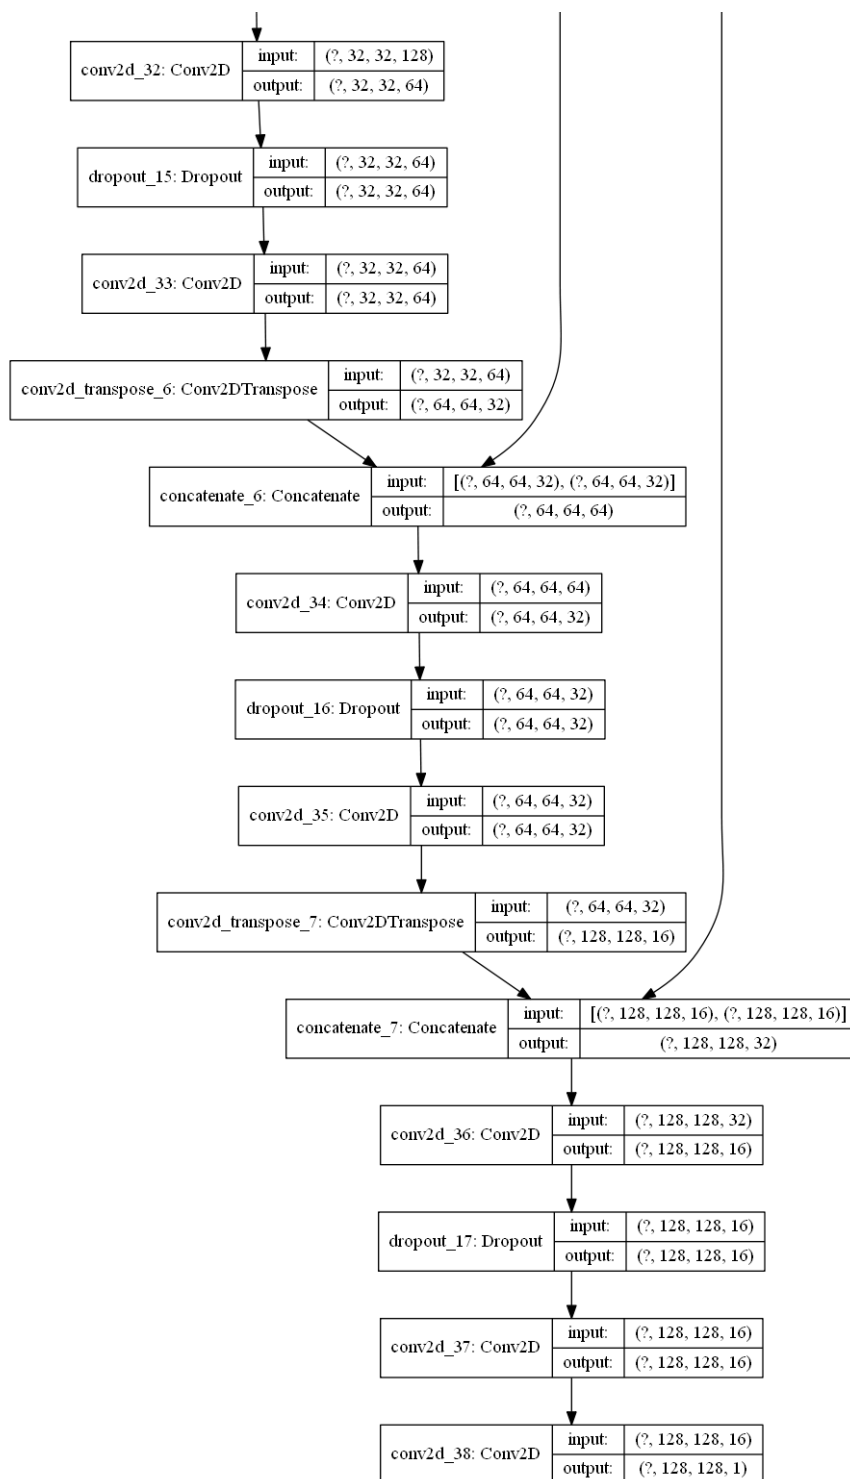 conv2d_32: Conv2D
input: (?, 32, 32, 128)
output: (?, 32, 32, 64)
dropout_15: Dropout
input: (?, 32, 32, 64)
output: (?, 32, 32, 64)
conv2d_33: Conv2D
input: (?, 32, 32, 64)
output: (?, 32, 32, 64)
conv2d_transpose_6: Conv2DTranspose
input: (?, 32, 32, 64)
output: (?, 64, 64, 32)
concatenate_6: Concatenate
input: [(?, 64, 64, 32), (?, 64, 64, 32)]
output: (?, 64, 64, 64)
conv2d_34: Conv2D
input: (?, 64, 64, 64)
output: (?, 64, 64, 32)
dropout_16: Dropout
input: (?, 64, 64, 32)
output: (?, 64, 64, 32)
conv2d_35: Conv2D
input: (?, 64, 64, 32)
output: (?, 64, 64, 32)
conv2d_transpose_7: Conv2DTranspose
input: (?, 64, 64, 32)
output: (?, 128, 128, 16)
concatenate_7: Concatenate
input: [(?, 128, 128, 16), (?, 128, 128, 16)]
output: (?, 128, 128, 32)
conv2d_36: Conv2D
input: (?, 128, 128, 32)
output: (?, 128, 128, 16)
dropout_17: Dropout
input: (?, 128, 128, 16)
output: (?, 128, 128, 16)
conv2d_37: Conv2D
input: (?, 128, 128, 16)
output: (?, 128, 128, 16)
conv2d_38: Conv2D
input: (?, 128, 128, 16)
output: (?, 128, 128, 1)